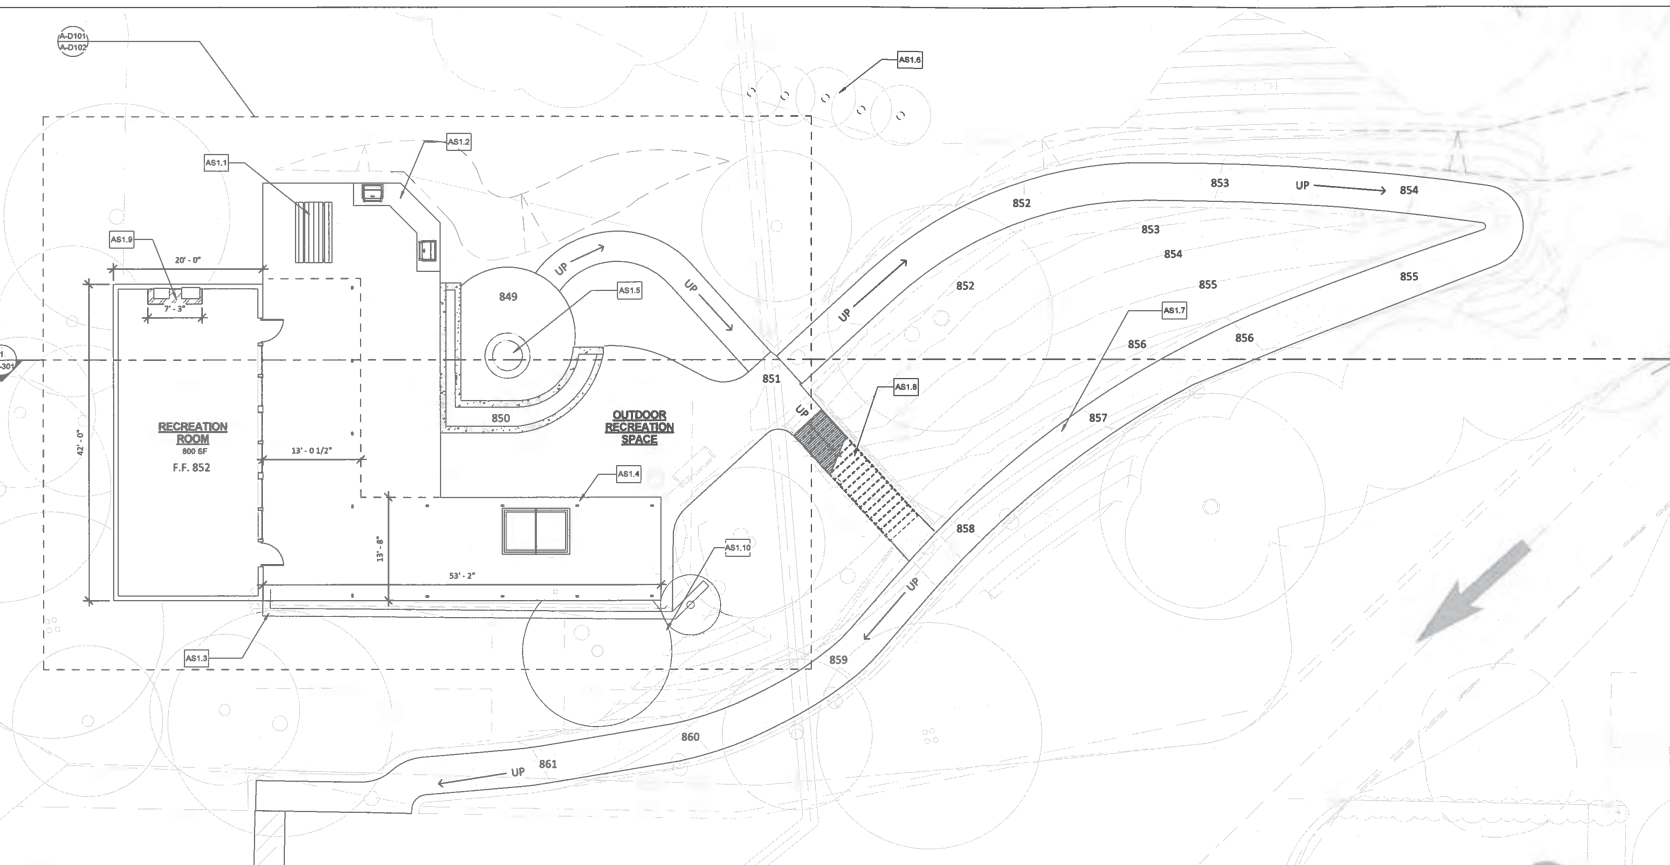 A-D101
A-D102
AS1.6
AS1.2
AS1.1
853
UP
854
852
AS1.9
853
20' - 0"
854
UP
849
UP
AS1.5
852
855
855
7' - 3"
AS1.7
UP
856
856
-301
851
AS1.8
UP
850
OUTDOOR
RECREATION
SPACE
857
RECREATION
ROOM
800 SF
F.F. 852
42' - 0"
13' - 0 1/2"
AS1.4
858
13' - 8"
AS1.10
53' - 2"
UP
AS1.3
859
860
861
UP